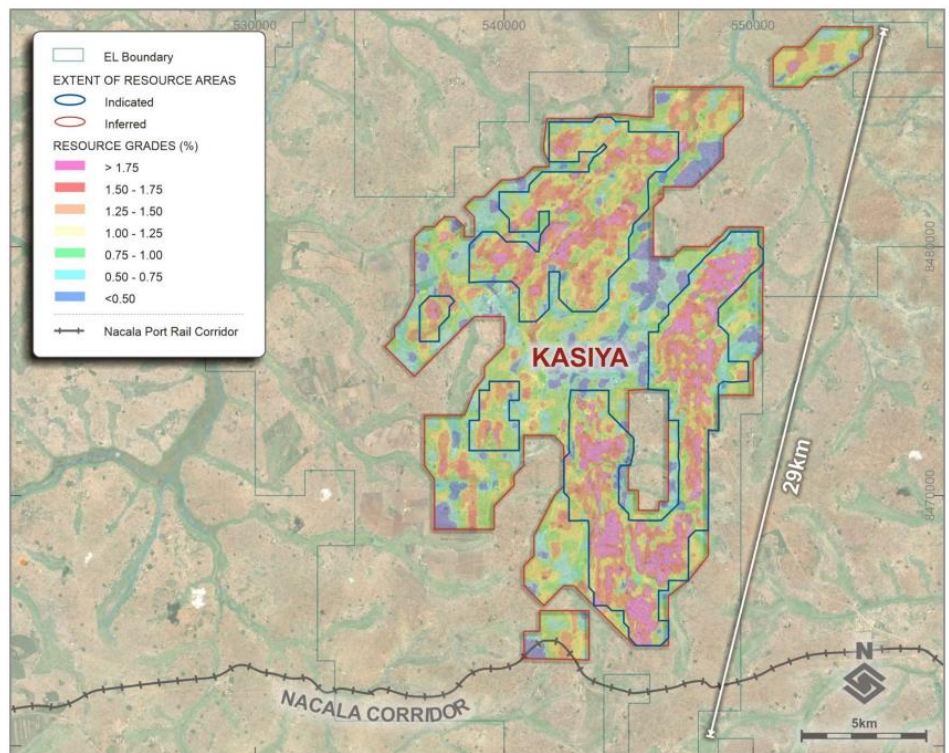 530000
540000
550000
EL Boundary
EXTENT OF RESOURCE AREAS
Indicated
Inferred
RESOURCE GRADES (%)
> 1.75
1.50 - 1.75
1.25 - 1.50
1.00 - 1.25
0.75 - 1.00
0.50 - 0.75
<0.50
Nacala Port Rail Corridor
8480000
KASIYA
29km
8470000
NACALA CORRIDOR
N
5km